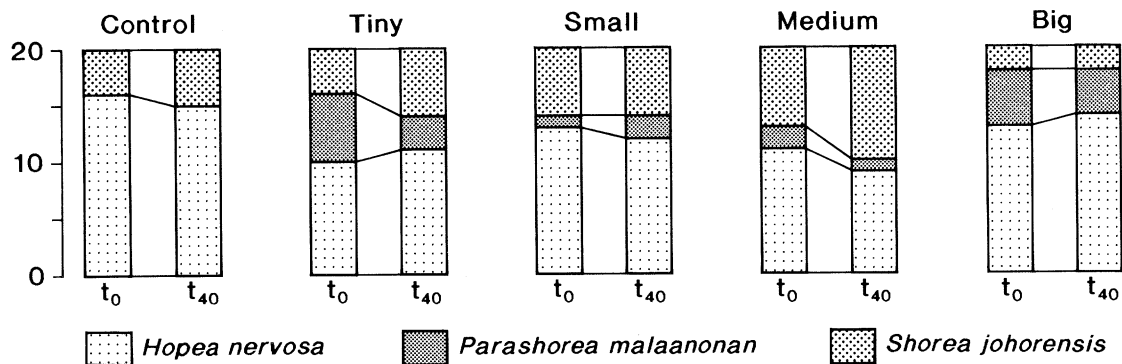 Control Tiny Small Medium Big
20
10
0
t₀ t₄₀ t₀ t₄₀ t₀ t₄₀ t₀ t₄₀ t₀ t₄₀
Hopea nervosa Parashorea malaanonan Shorea johorensis